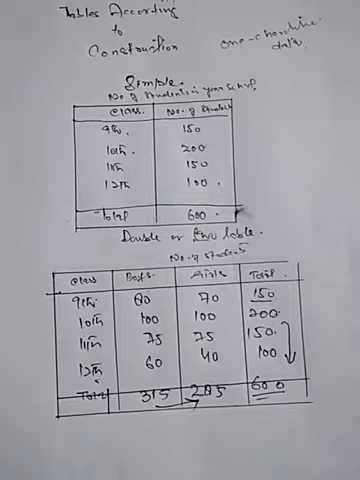 Tables According
to
Construction
one-charcteristic
data.
Simple.
No. of Students in your School
Class. No. of Students
9th. 150
10th. 200
11th 150
12th 100.
Total 600.
Double or Two table.
No. of Students
Class Boys. Girls Total.
9th 80 70 150
10th 100 100 200
11th 75 75 150
12th 60 40 100
Total 315 285 600